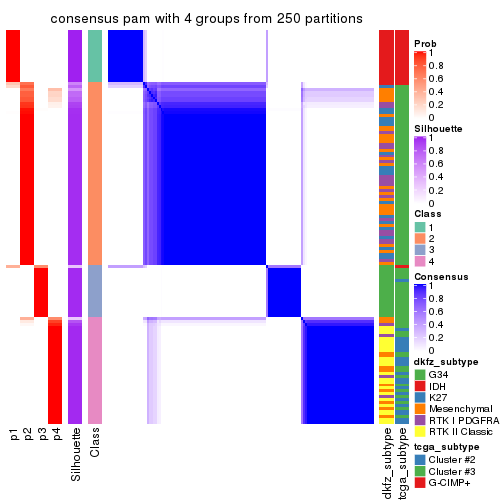 consensus pam with 4 groups from 250 partitions
Prob
1
0.8
0.6
0.4
0.2
0
Silhouette
1
0.8
0.6
0.4
0.2
0
Class
1
2
3
4
Consensus
1
0.8
0.6
0.4
0.2
0
dkfz_subtype
G34
IDH
K27
Mesenchymal
RTK I PDGFRA
RTK II Classic
tcga_subtype
Cluster #2
Cluster #3
G-CIMP+
p1
p2
p3
p4
Silhouette
Class
dkfz_subtype
tcga_subtype